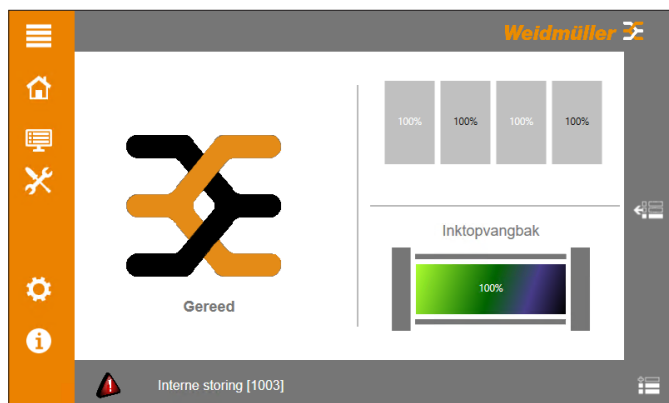 Weidmüller
100% 100% 100% 100%
Inktopvangbak
100%
Gereed
Interne storing [1003]